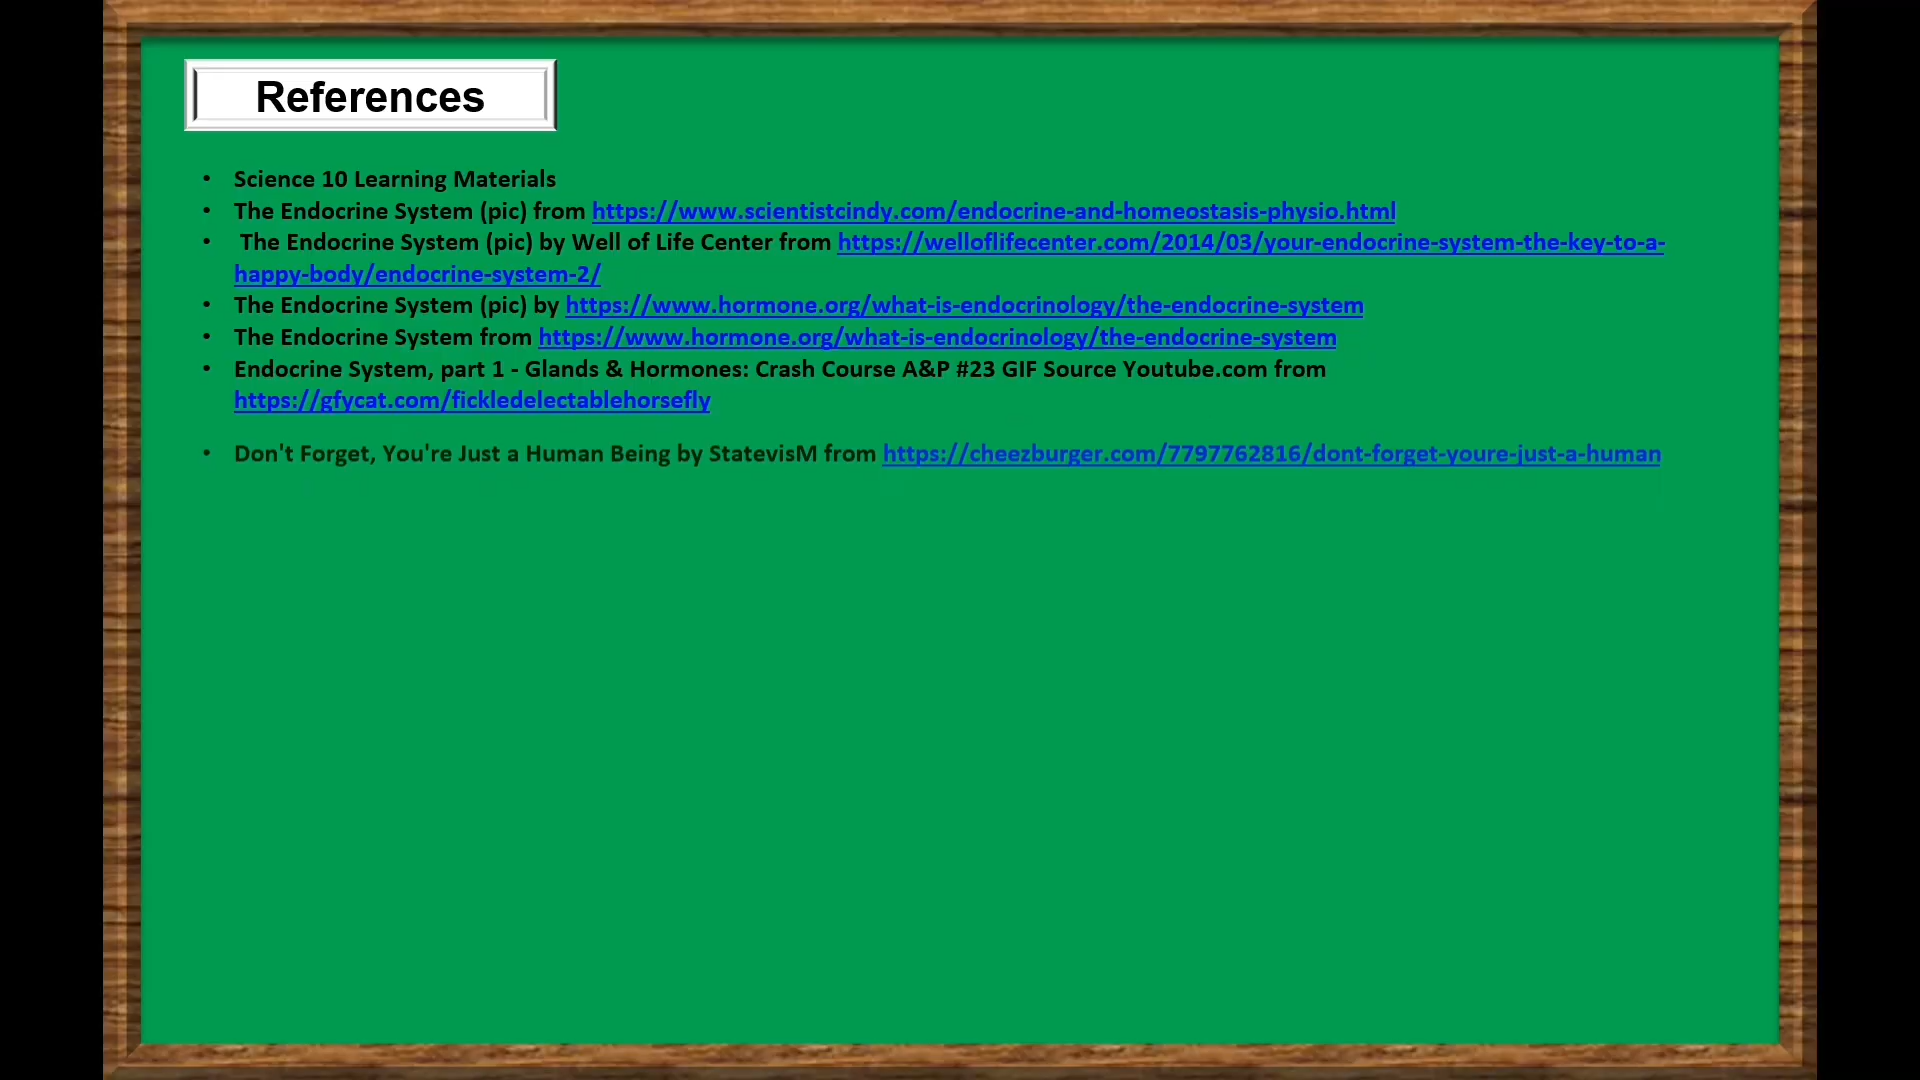 References
• Science 10 Learning Materials
• The Endocrine System (pic) from https://www.scientistcindy.com/endocrine-and-homeostasis-physio.html
• The Endocrine System (pic) by Well of Life Center from https://welloflifecenter.com/2014/03/your-endocrine-system-the-key-to-a-
happy-body/endocrine-system-2/
• The Endocrine System (pic) by https://www.hormone.org/what-is-endocrinology/the-endocrine-system
• The Endocrine System from https://www.hormone.org/what-is-endocrinology/the-endocrine-system
• Endocrine System, part 1 - Glands & Hormones: Crash Course A&P #23 GIF Source Youtube.com from
https://gfycat.com/fickledelectablehorsefly
• Don't Forget, You're Just a Human Being by StatevisM from https://cheezburger.com/7797762816/dont-forget-youre-just-a-human